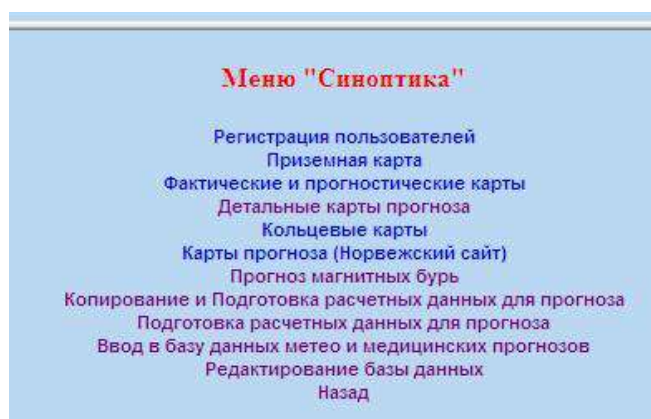 Меню "Синоптика"
Регистрация пользователей
Приземная карта
Фактические и прогностические карты
Детальные карты прогноза
Кольцевые карты
Карты прогноза (Норвежский сайт)
Прогноз магнитных бурь
Копирование и Подготовка расчетных данных для прогноза
Подготовка расчетных данных для прогноза
Ввод в базу данных метео и медицинских прогнозов
Редактирование базы данных
Назад